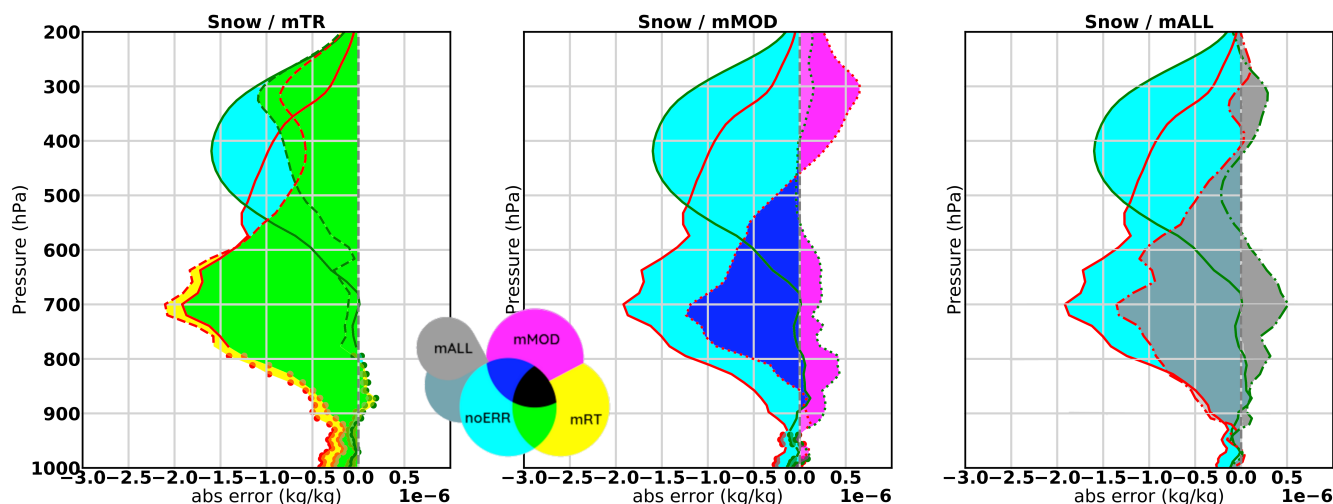 Snow / mTR
Snow / mMOD
Snow / mALL
200
300
400
500
600
700
800
900
1000
Pressure (hPa)
Pressure (hPa)
Pressure (hPa)
mALL
mMOD
noERR
mRT
−3.0−2.5−2.0−1.5−1.0−0.5 0.0 0.5
−3.0−2.5−2.0−1.5−1.0−0.5 0.0 0.5
−3.0−2.5−2.0−1.5−1.0−0.5 0.0 0.5
abs error (kg/kg) 1e−6
abs error (kg/kg) 1e−6
abs error (kg/kg) 1e−6